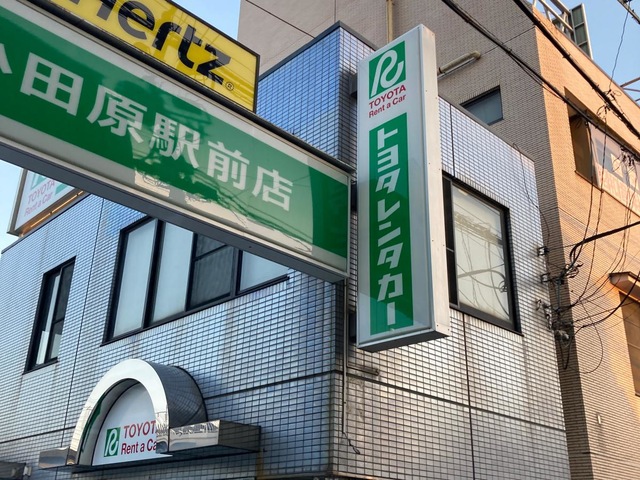 Hertz
小田原駅前店
R
TOYOTA
Rent a Car
トヨタレンタカー
R TOYOTA
Rent a Car